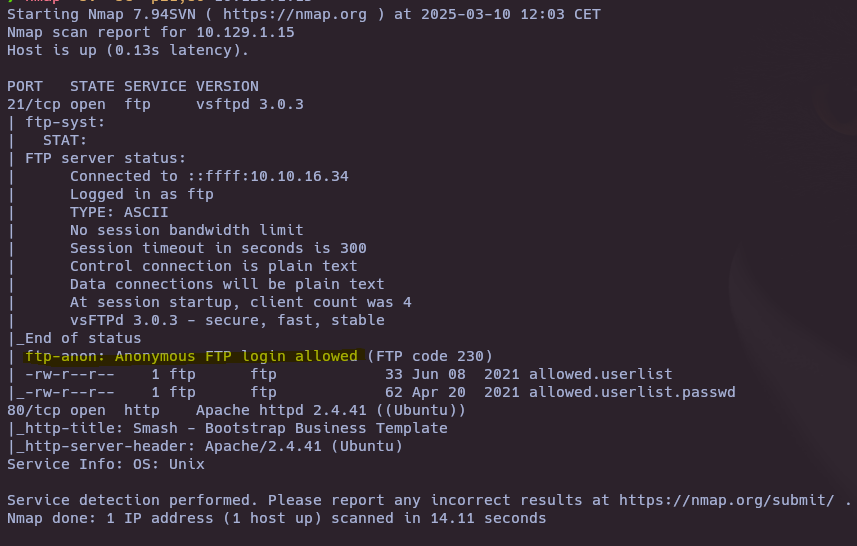 Starting Nmap 7.94SVN ( https://nmap.org ) at 2025-03-10 12:03 CET
Nmap scan report for 10.129.1.15
Host is up (0.13s latency).
PORT   STATE SERVICE VERSION
21/tcp open  ftp     vsftpd 3.0.3
| ftp-syst:
|   STAT:
| FTP server status:
|      Connected to ::ffff:10.10.16.34
|      Logged in as ftp
|      TYPE: ASCII
|      No session bandwidth limit
|      Session timeout in seconds is 300
|      Control connection is plain text
|      Data connections will be plain text
|      At session startup, client count was 4
|      vsFTPd 3.0.3 - secure, fast, stable
|_End of status
| ftp-anon: Anonymous FTP login allowed (FTP code 230)
| -rw-r--r--    1 ftp      ftp            33 Jun 08  2021 allowed.userlist
|_-rw-r--r--    1 ftp      ftp            62 Apr 20  2021 allowed.userlist.passwd
80/tcp open  http    Apache httpd 2.4.41 ((Ubuntu))
|_http-title: Smash - Bootstrap Business Template
|_http-server-header: Apache/2.4.41 (Ubuntu)
Service Info: OS: Unix
Service detection performed. Please report any incorrect results at https://nmap.org/submit/ .
Nmap done: 1 IP address (1 host up) scanned in 14.11 seconds